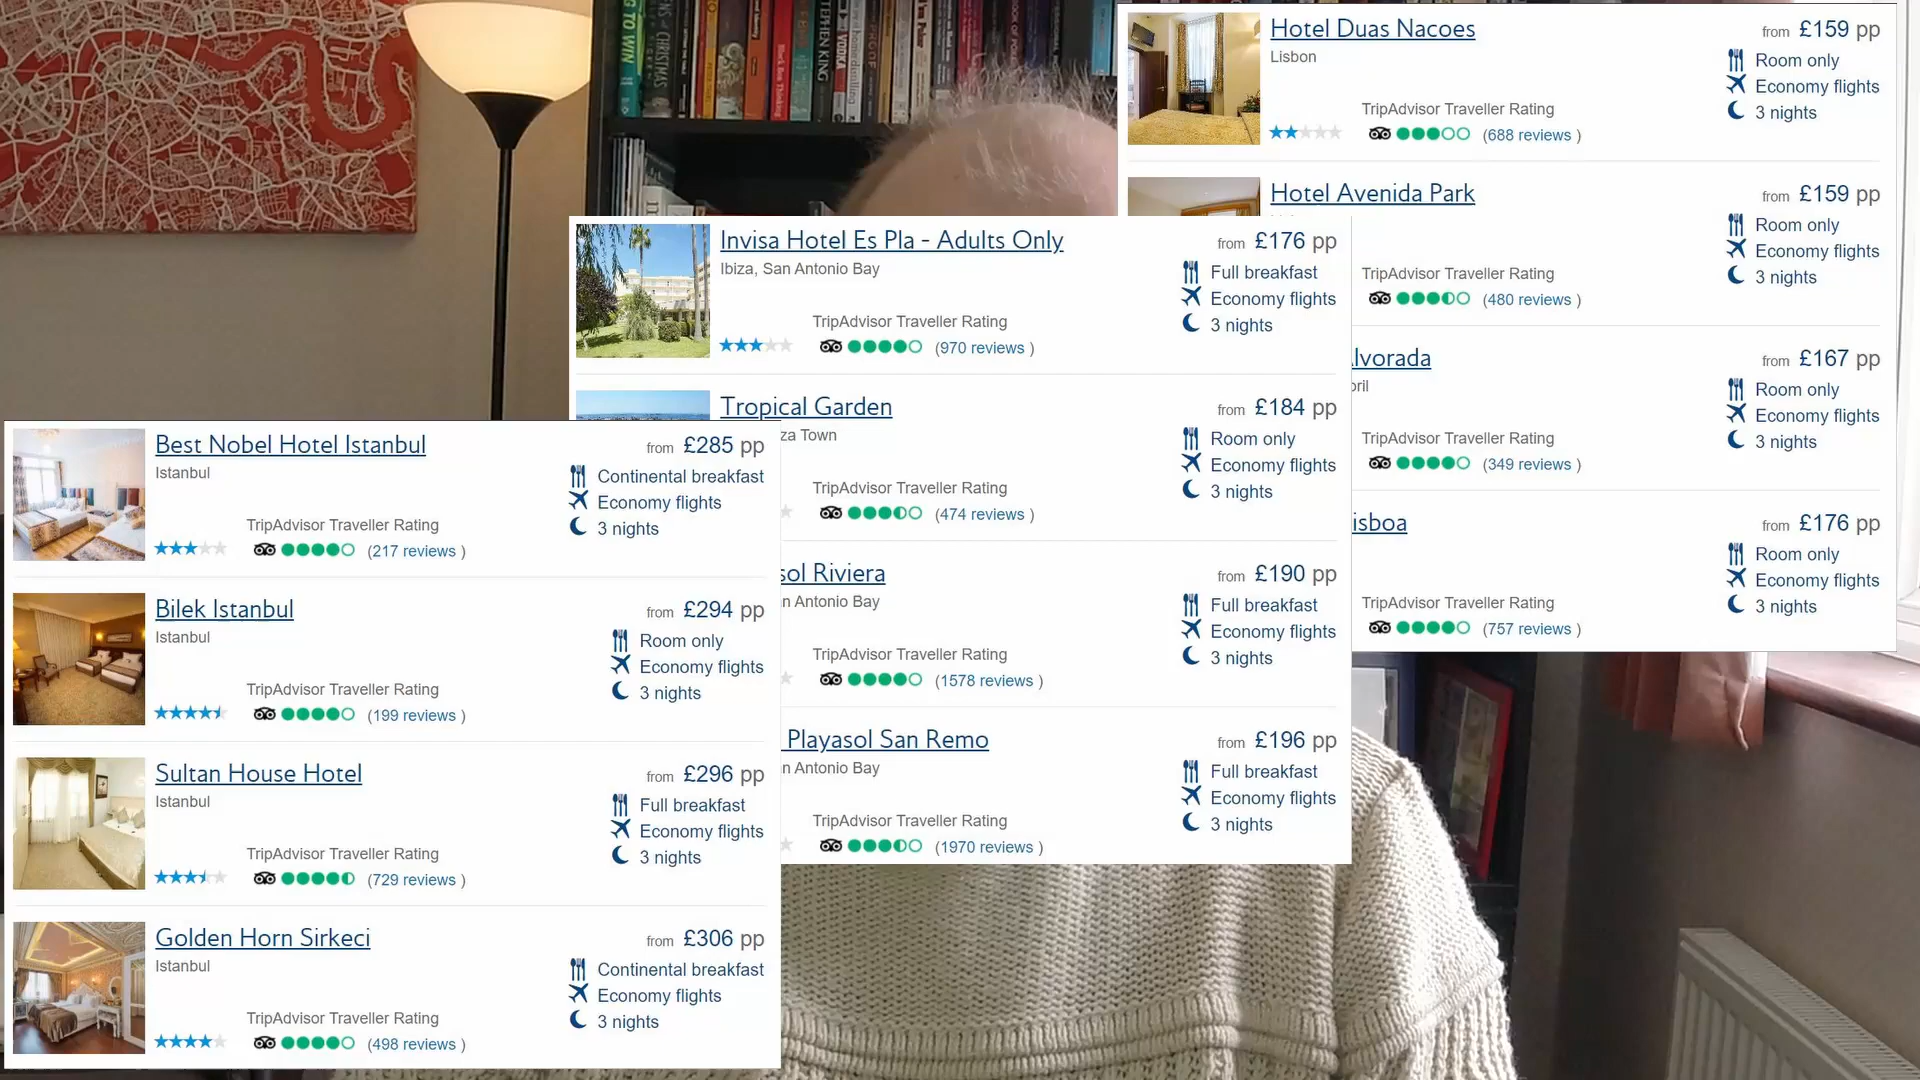 TO WIN
CHRISTMAS
STEPHEN KING
VODKA
Hotel Duas Nacoes
Lisbon
TripAdvisor Traveller Rating
(688 reviews )
from £159 pp
Room only
Economy flights
3 nights
Hotel Avenida Park
TripAdvisor Traveller Rating
(480 reviews )
from £159 pp
Room only
Economy flights
3 nights
lvorada
oril
TripAdvisor Traveller Rating
(349 reviews )
from £167 pp
Room only
Economy flights
3 nights
isboa
TripAdvisor Traveller Rating
(757 reviews )
from £176 pp
Room only
Economy flights
3 nights
Invisa Hotel Es Pla - Adults Only
Ibiza, San Antonio Bay
TripAdvisor Traveller Rating
(970 reviews )
from £176 pp
Full breakfast
Economy flights
3 nights
Tropical Garden
za Town
TripAdvisor Traveller Rating
(474 reviews )
from £184 pp
Room only
Economy flights
3 nights
sol Riviera
n Antonio Bay
TripAdvisor Traveller Rating
(1578 reviews )
from £190 pp
Full breakfast
Economy flights
3 nights
Playasol San Remo
n Antonio Bay
TripAdvisor Traveller Rating
(1970 reviews )
from £196 pp
Full breakfast
Economy flights
3 nights
Best Nobel Hotel Istanbul
Istanbul
TripAdvisor Traveller Rating
(217 reviews )
from £285 pp
Continental breakfast
Economy flights
3 nights
Bilek Istanbul
Istanbul
TripAdvisor Traveller Rating
(199 reviews )
from £294 pp
Room only
Economy flights
3 nights
Sultan House Hotel
Istanbul
TripAdvisor Traveller Rating
(729 reviews )
from £296 pp
Full breakfast
Economy flights
3 nights
Golden Horn Sirkeci
Istanbul
TripAdvisor Traveller Rating
(498 reviews )
from £306 pp
Continental breakfast
Economy flights
3 nights